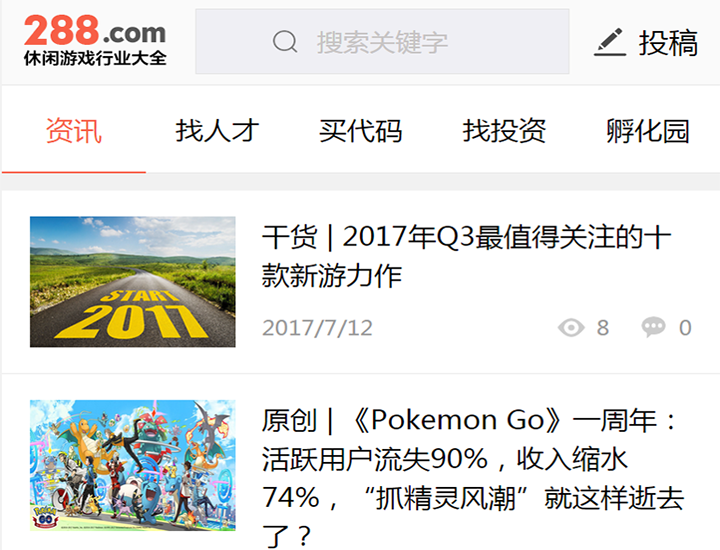 288.com
休闲游戏行业大全
搜索关键字
投稿
资讯
找人才
买代码
找投资
孵化园
START
2017
干货 | 2017年Q3最值得关注的十
款新游力作
2017/7/12
8
0
Pokémon
GO
原创 | 《Pokemon Go》一周年：
活跃用户流失90%，收入缩水
74%，“抓精灵风潮”就这样逝去
了？